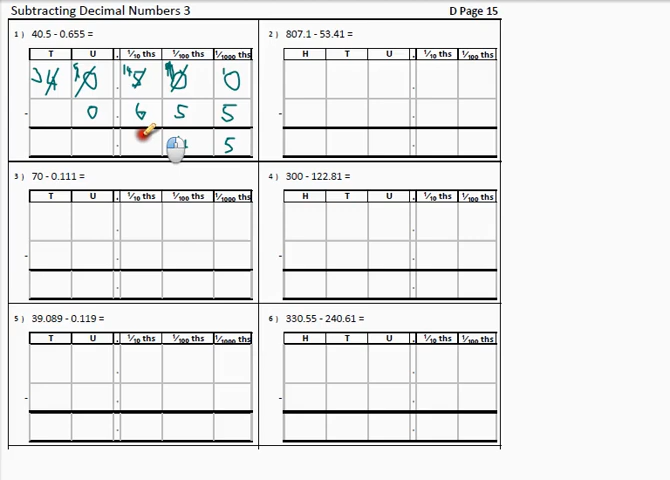 Subtracting Decimal Numbers 3 D Page 15
1 ) 40.5 - 0.655 =
T U . 1/10 ths 1/100 ths 1/1000 ths
3 4 9 0 . 14 5 9 0 10
- 0 . 6 5 5
. 5
2 ) 807.1 - 53.41 =
H T U . 1/10 ths 1/100 ths
.
- .
.
3 ) 70 - 0.111 =
T U . 1/10 ths 1/100 ths 1/1000 ths
.
- .
.
4 ) 300 - 122.81 =
H T U . 1/10 ths 1/100 ths
.
- .
.
5 ) 39.089 - 0.119 =
T U . 1/10 ths 1/100 ths 1/1000 ths
.
- .
.
6 ) 330.55 - 240.61 =
H T U . 1/10 ths 1/100 ths
.
- .
.